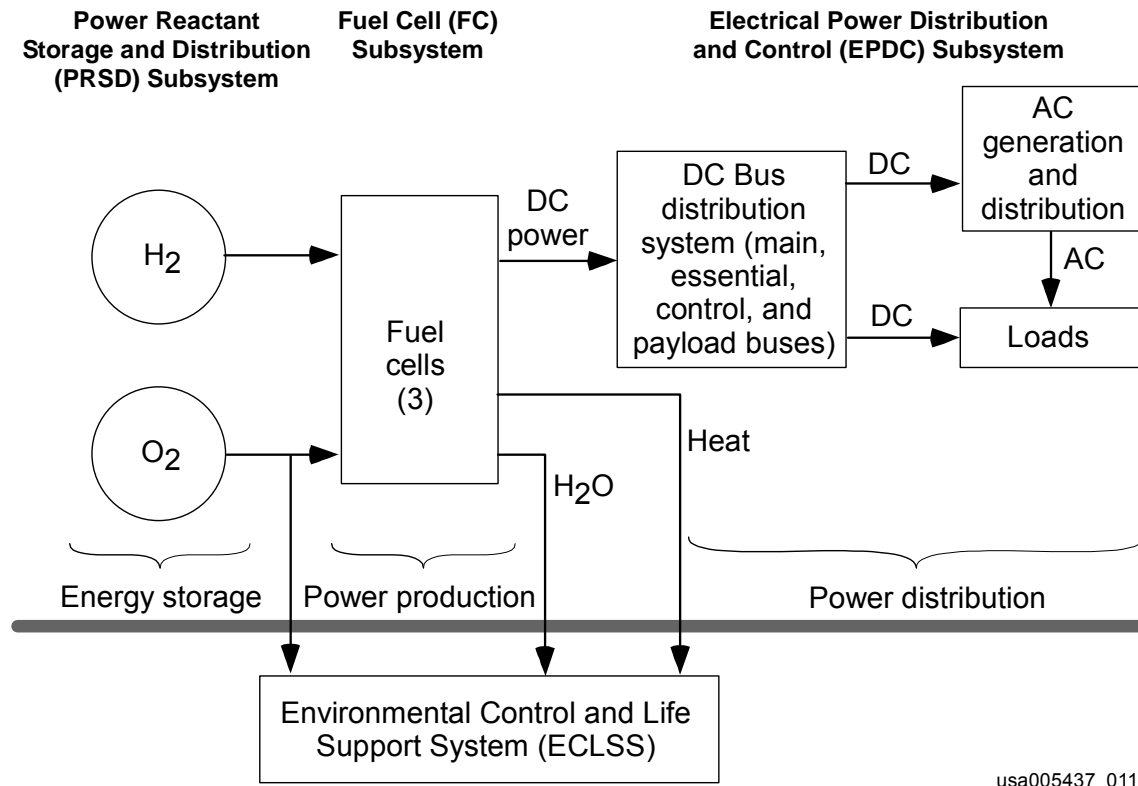 Power Reactant
Storage and Distribution
(PRSD) Subsystem
Fuel Cell (FC)
Subsystem
Electrical Power Distribution
and Control (EPDC) Subsystem
H2
O2
Fuel
cells
(3)
DC
power
DC Bus
distribution
system (main,
essential,
control, and
payload buses)
DC
DC
AC
generation
and
distribution
AC
Loads
Heat
H2O
Energy storage
Power production
Power distribution
Environmental Control and Life
Support System (ECLSS)
usa005437_011